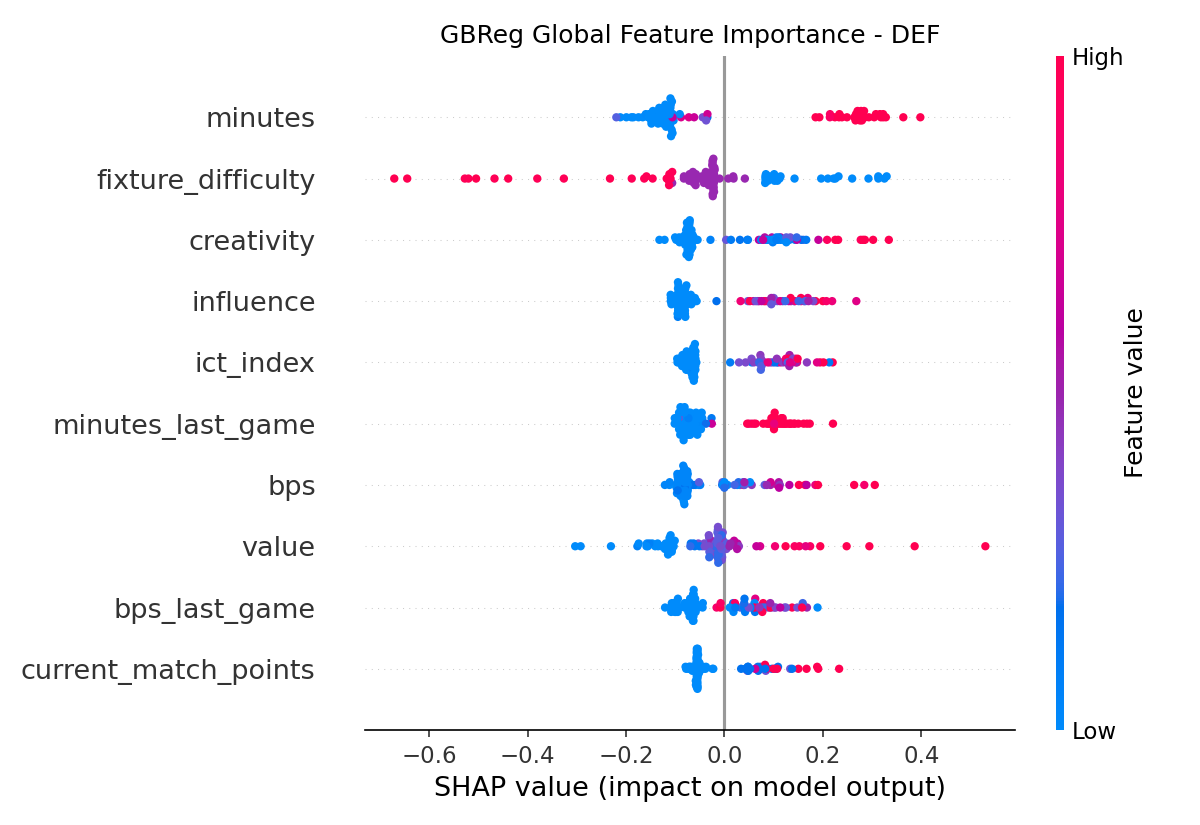 GBReg Global Feature Importance - DEF
High
minutes
fixture_difficulty
creativity
influence
ict_index
minutes_last_game
bps
value
bps_last_game
current_match_points
Feature value
Low
−0.6 −0.4 −0.2 0.0 0.2 0.4
SHAP value (impact on model output)